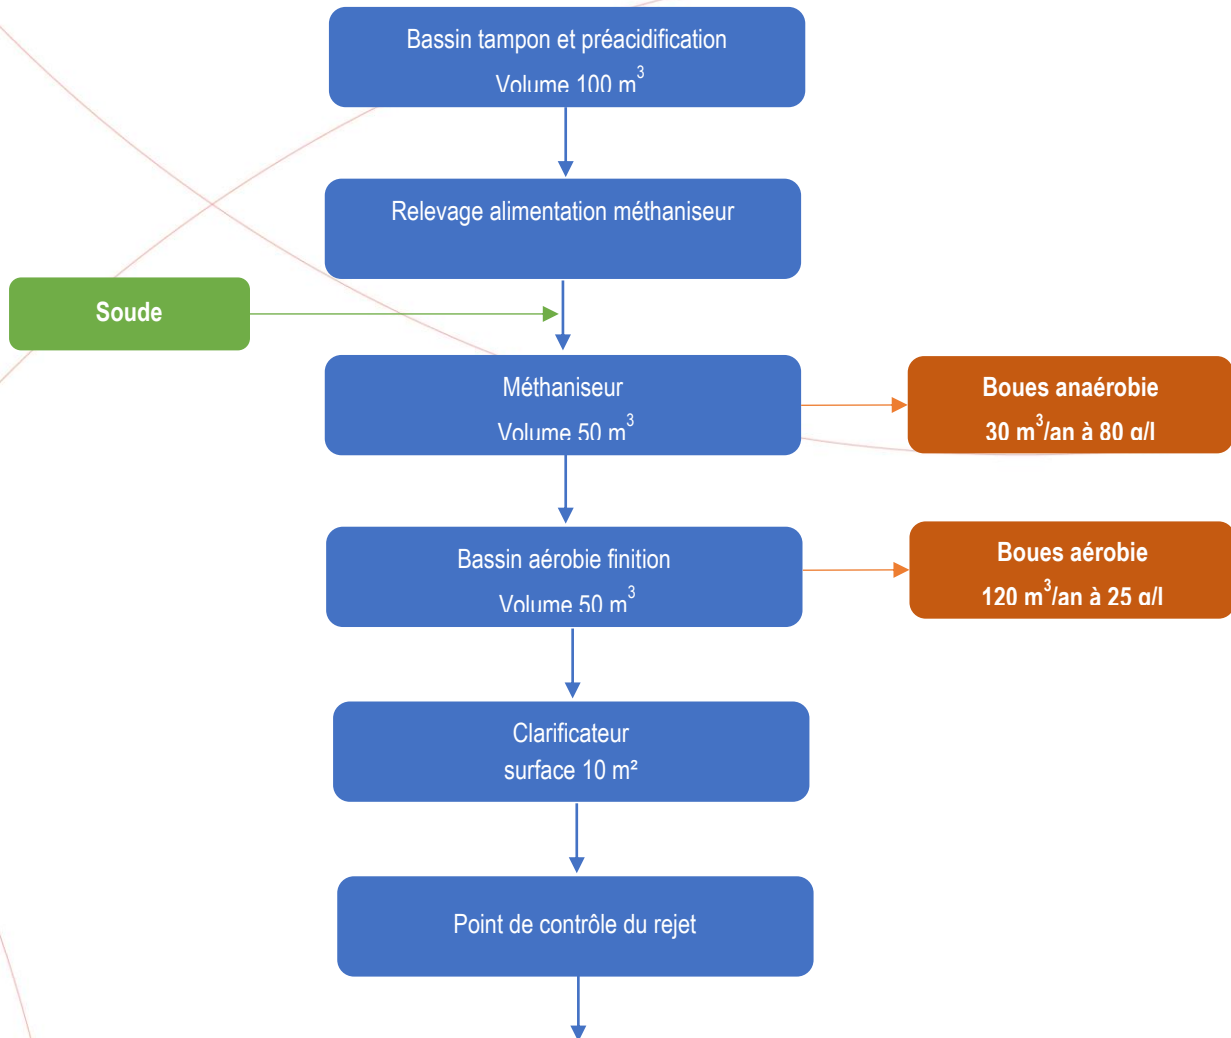 Bassin tampon et préacidification
Volume 100 m³
Relevage alimentation méthaniseur
Soude
Méthaniseur
Volume 50 m³
Boues anaérobie
30 m³/an à 80 g/l
Bassin aérobie finition
Volume 50 m³
Boues aérobie
120 m³/an à 25 g/l
Clarificateur
surface 10 m²
Point de contrôle du rejet